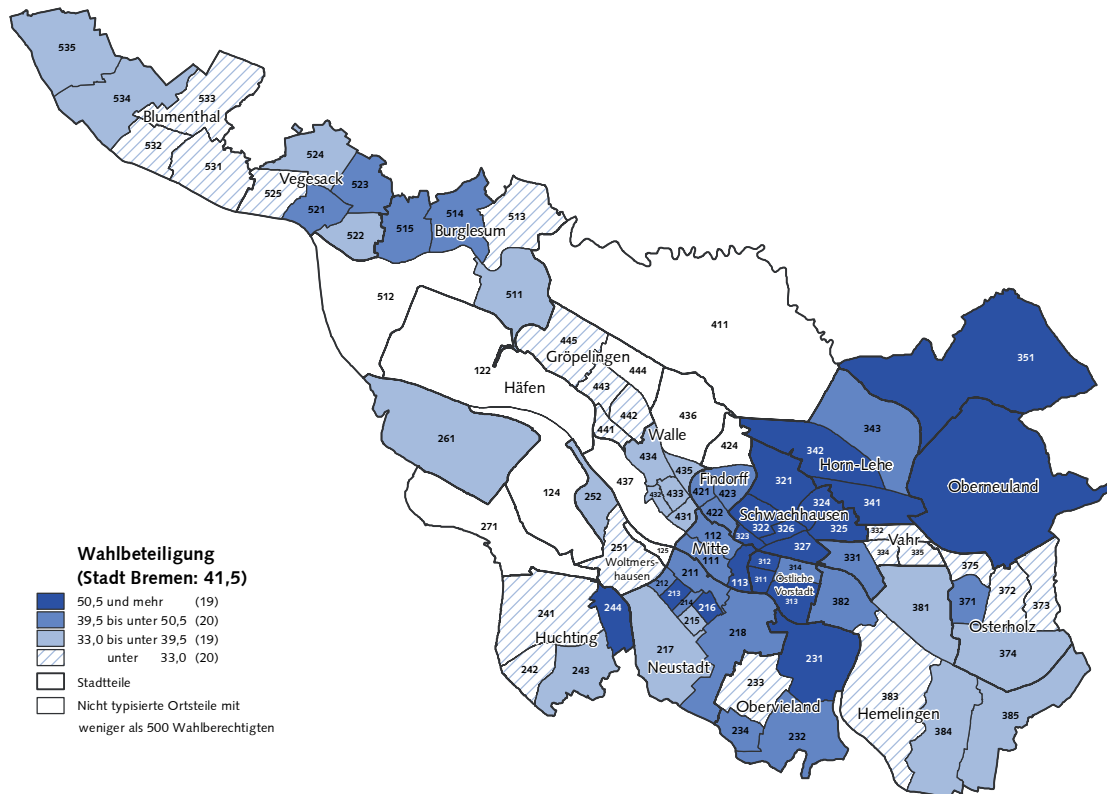 535
534
533
Blumenthal
532
531
524
Vegesack
523
525
521
522
515
514
Burglesum
513
512
511
411
351
445
Gröpelingen
444
122
Häfen
443
442
436
441
Walle
424
343
342
Horn-Lehe
261
434
435
Findorff
321
Oberneuland
124
252
437
432
433
421
423
324
341
431
422
Schwachhausen
322
326
325
332
271
323
112
Mitte
111
327
Vahr
334
335
251
Woltmers-
hausen
125
331
375
312
314
211
212
113
311
Östliche
Vorstadt
313
213
214
216
215
382
381
371
372
373
Osterholz
241
244
Huchting
218
242
243
217
Neustadt
231
374
233
Obervieland
383
Hemelingen
385
234
232
384
Wahlbeteiligung
(Stadt Bremen: 41,5)
50,5 und mehr (19)
39,5 bis unter 50,5 (20)
33,0 bis unter 39,5 (19)
unter 33,0 (20)
Stadtteile
Nicht typisierte Ortsteile mit
weniger als 500 Wahlberechtigten